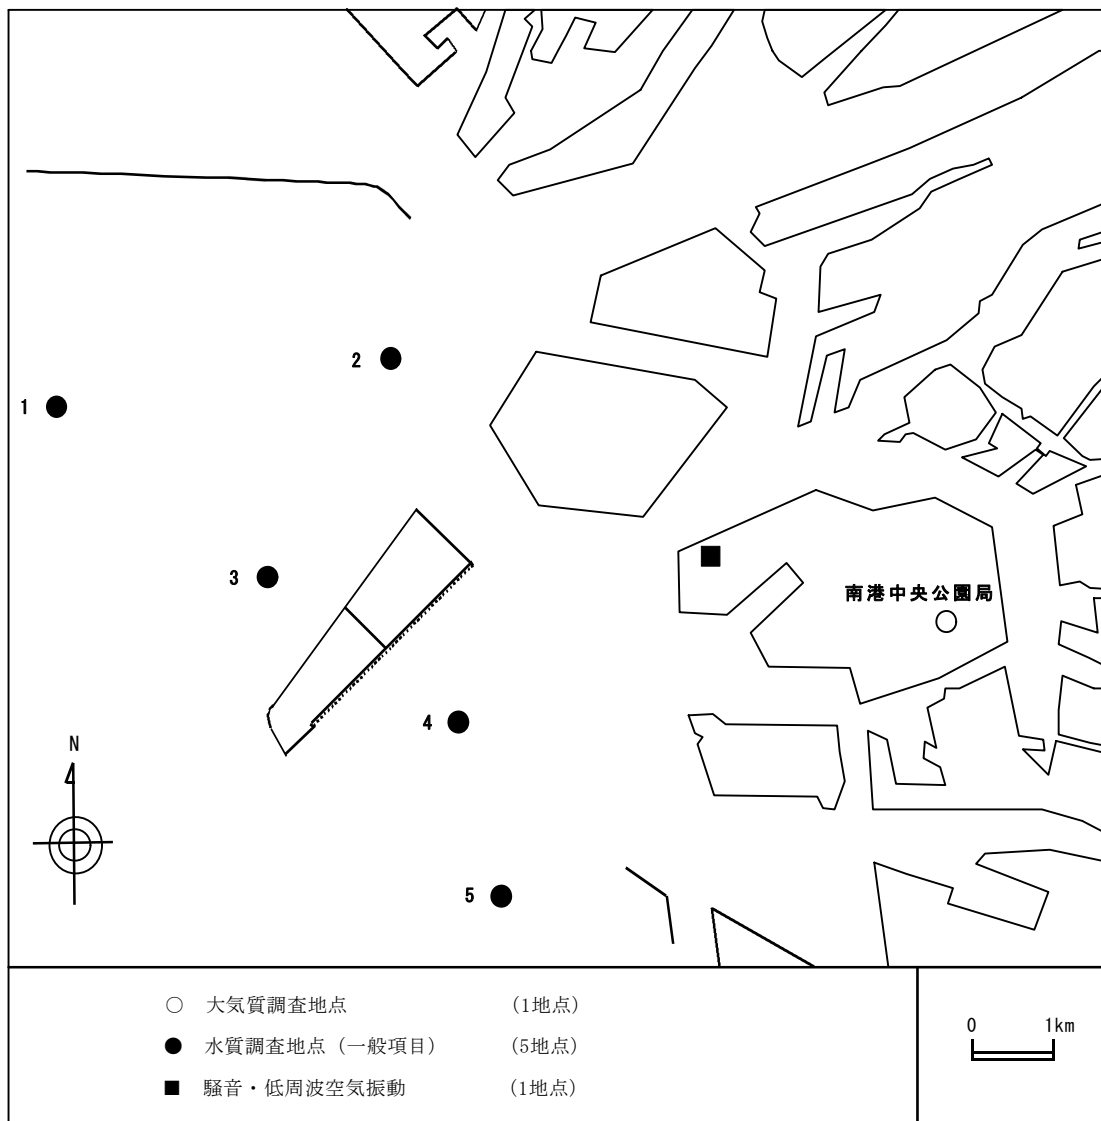 2
1
3
南港中央公園局
4
N
5
○ 大気質調査地点 (1地点)
● 水質調査地点 (一般項目) (5地点)
■ 騒音・低周波空気振動 (1地点)
0 1km